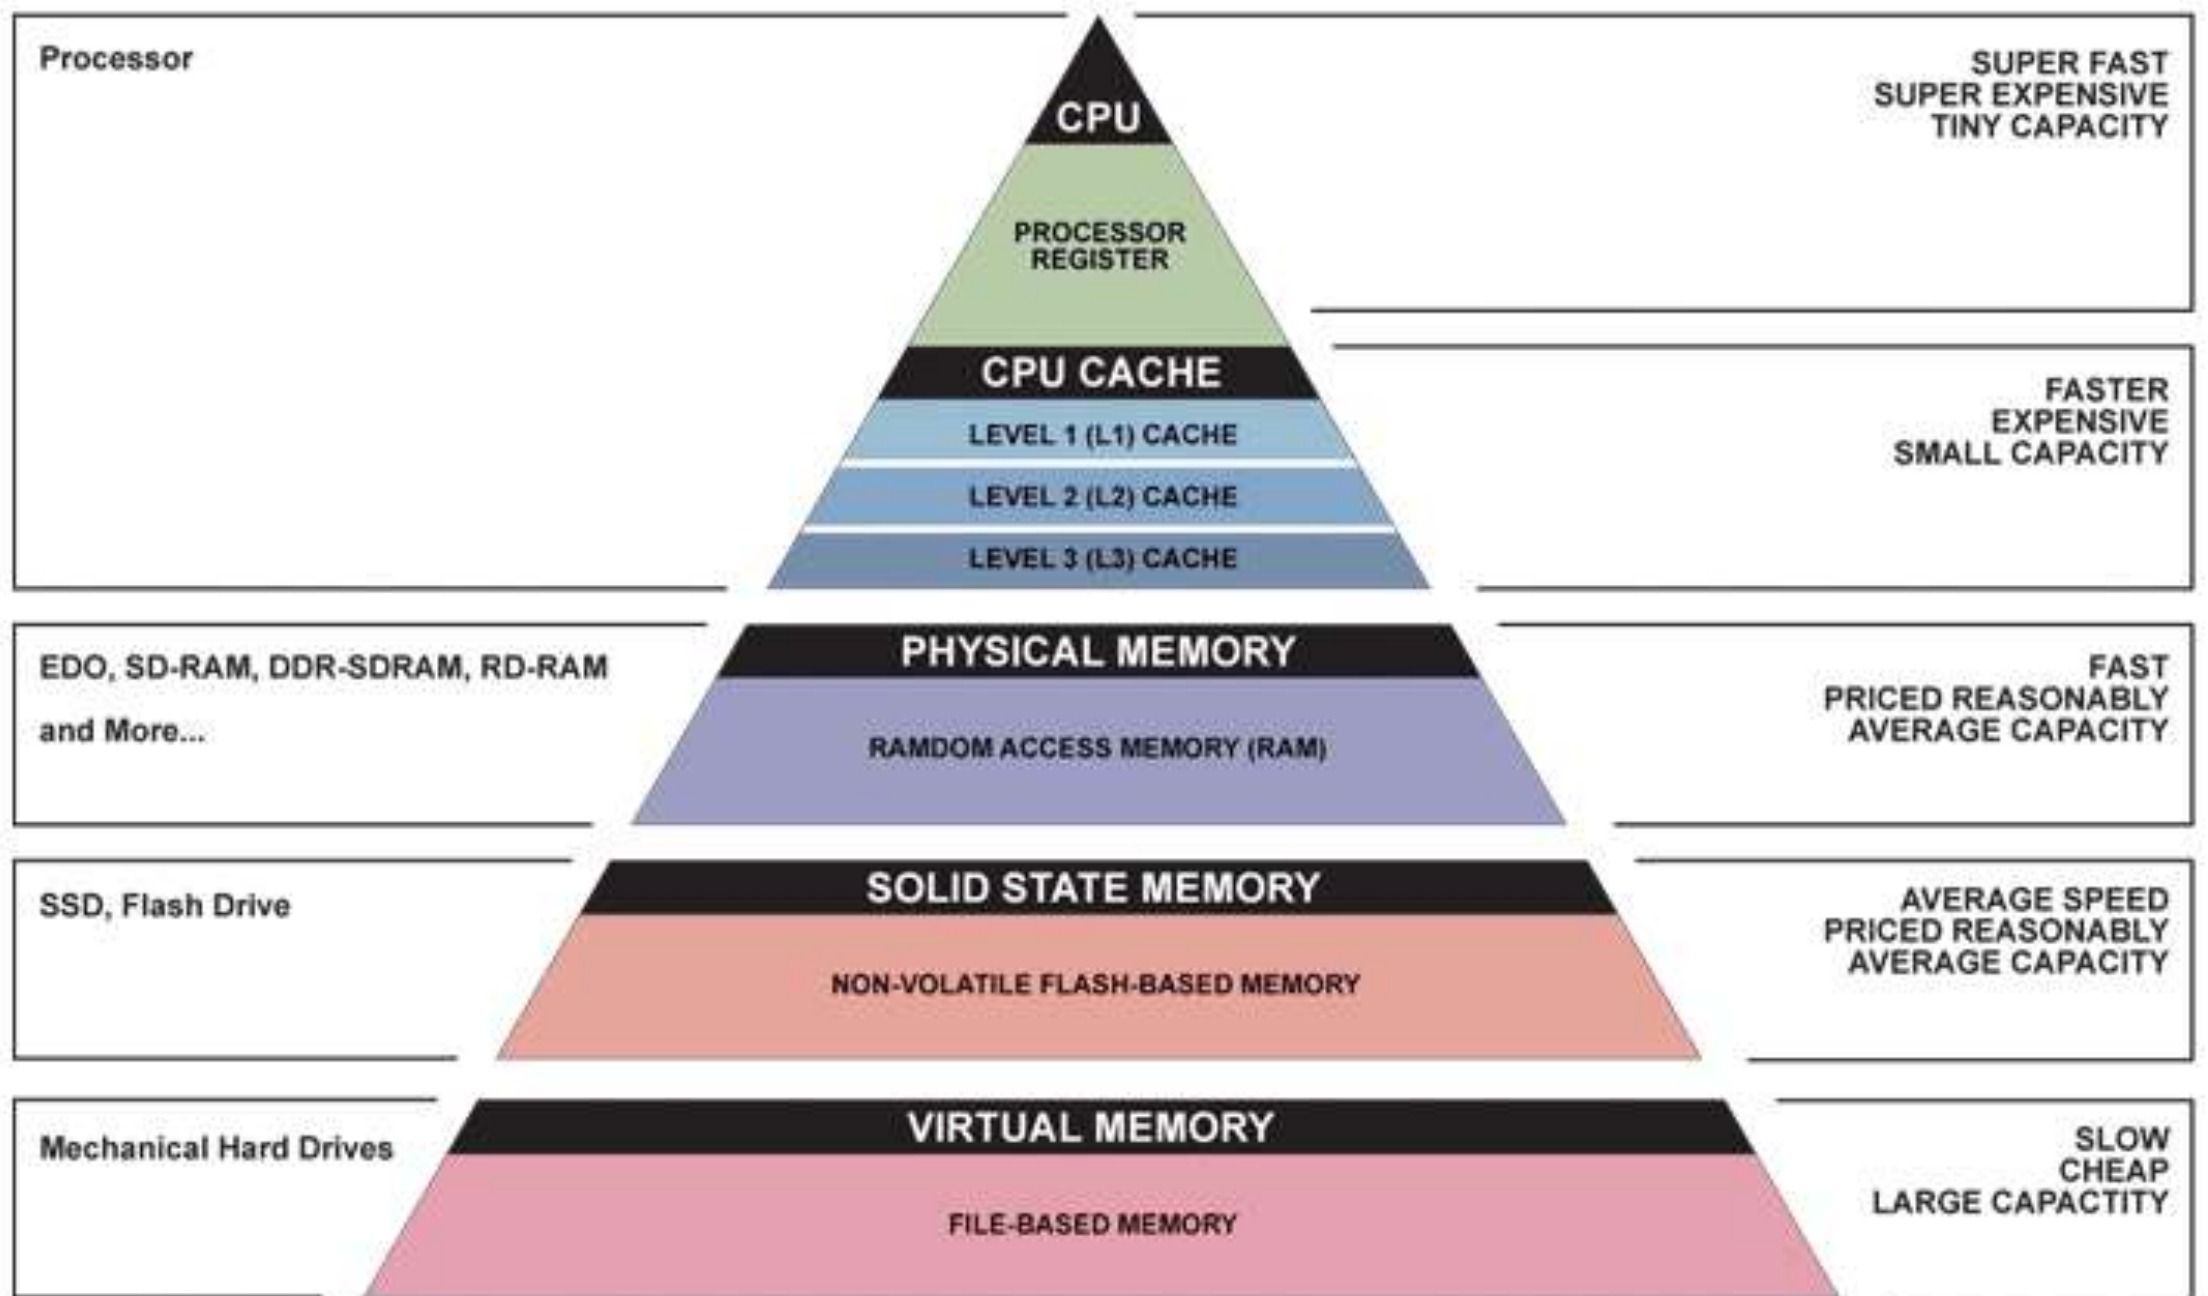 Processor
CPU
SUPER FAST
SUPER EXPENSIVE
TINY CAPACITY
PROCESSOR
REGISTER
CPU CACHE
LEVEL 1 (L1) CACHE
LEVEL 2 (L2) CACHE
LEVEL 3 (L3) CACHE
FASTER
EXPENSIVE
SMALL CAPACITY
EDO, SD-RAM, DDR-SDRAM, RD-RAM
and More...
PHYSICAL MEMORY
RAMDOM ACCESS MEMORY (RAM)
FAST
PRICED REASONABLY
AVERAGE CAPACITY
SSD, Flash Drive
SOLID STATE MEMORY
NON-VOLATILE FLASH-BASED MEMORY
AVERAGE SPEED
PRICED REASONABLY
AVERAGE CAPACITY
Mechanical Hard Drives
VIRTUAL MEMORY
FILE-BASED MEMORY
SLOW
CHEAP
LARGE CAPACTITY